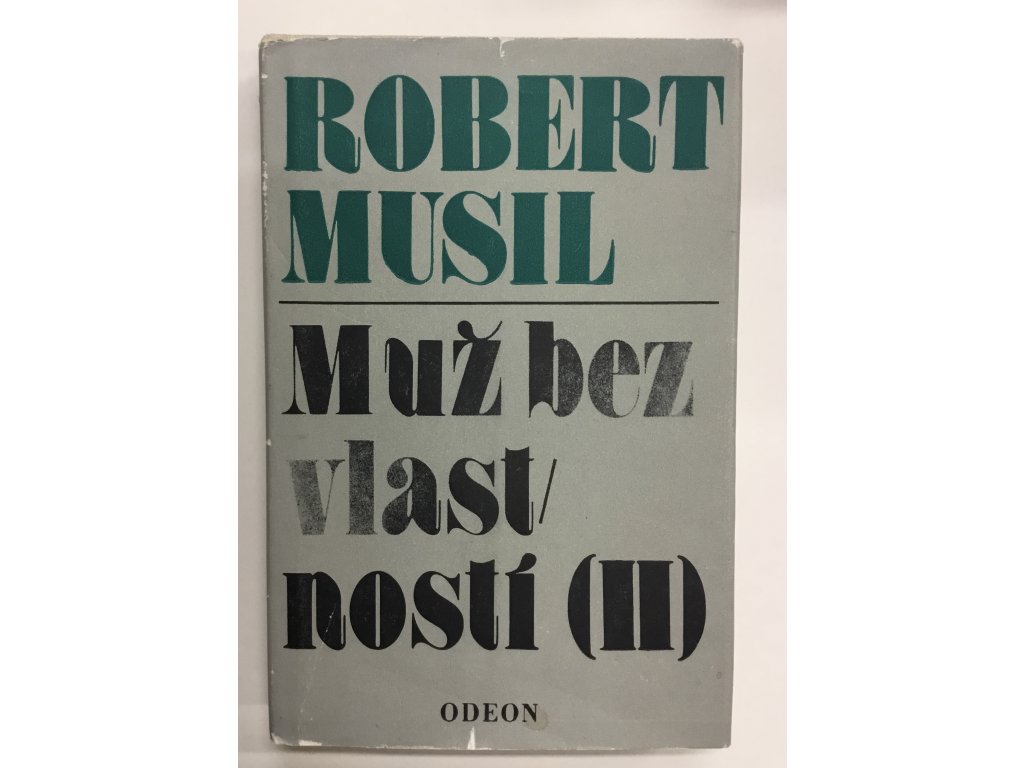 ROBERT
MUSIL
Muž bez
vlast/
ností (II)
ODEON